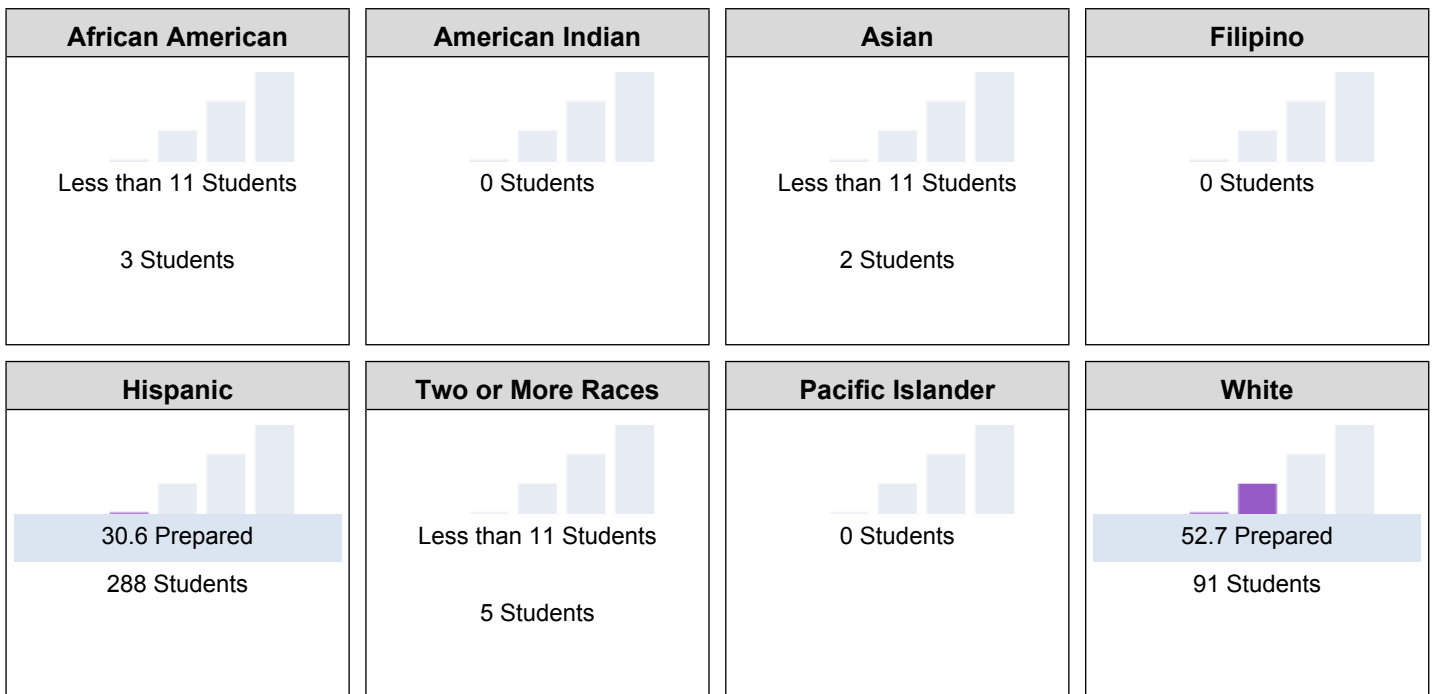 African American
Less than 11 Students
3 Students
American Indian
0 Students
Asian
Less than 11 Students
2 Students
Filipino
0 Students
Hispanic
30.6 Prepared
288 Students
Two or More Races
Less than 11 Students
5 Students
Pacific Islander
0 Students
White
52.7 Prepared
91 Students